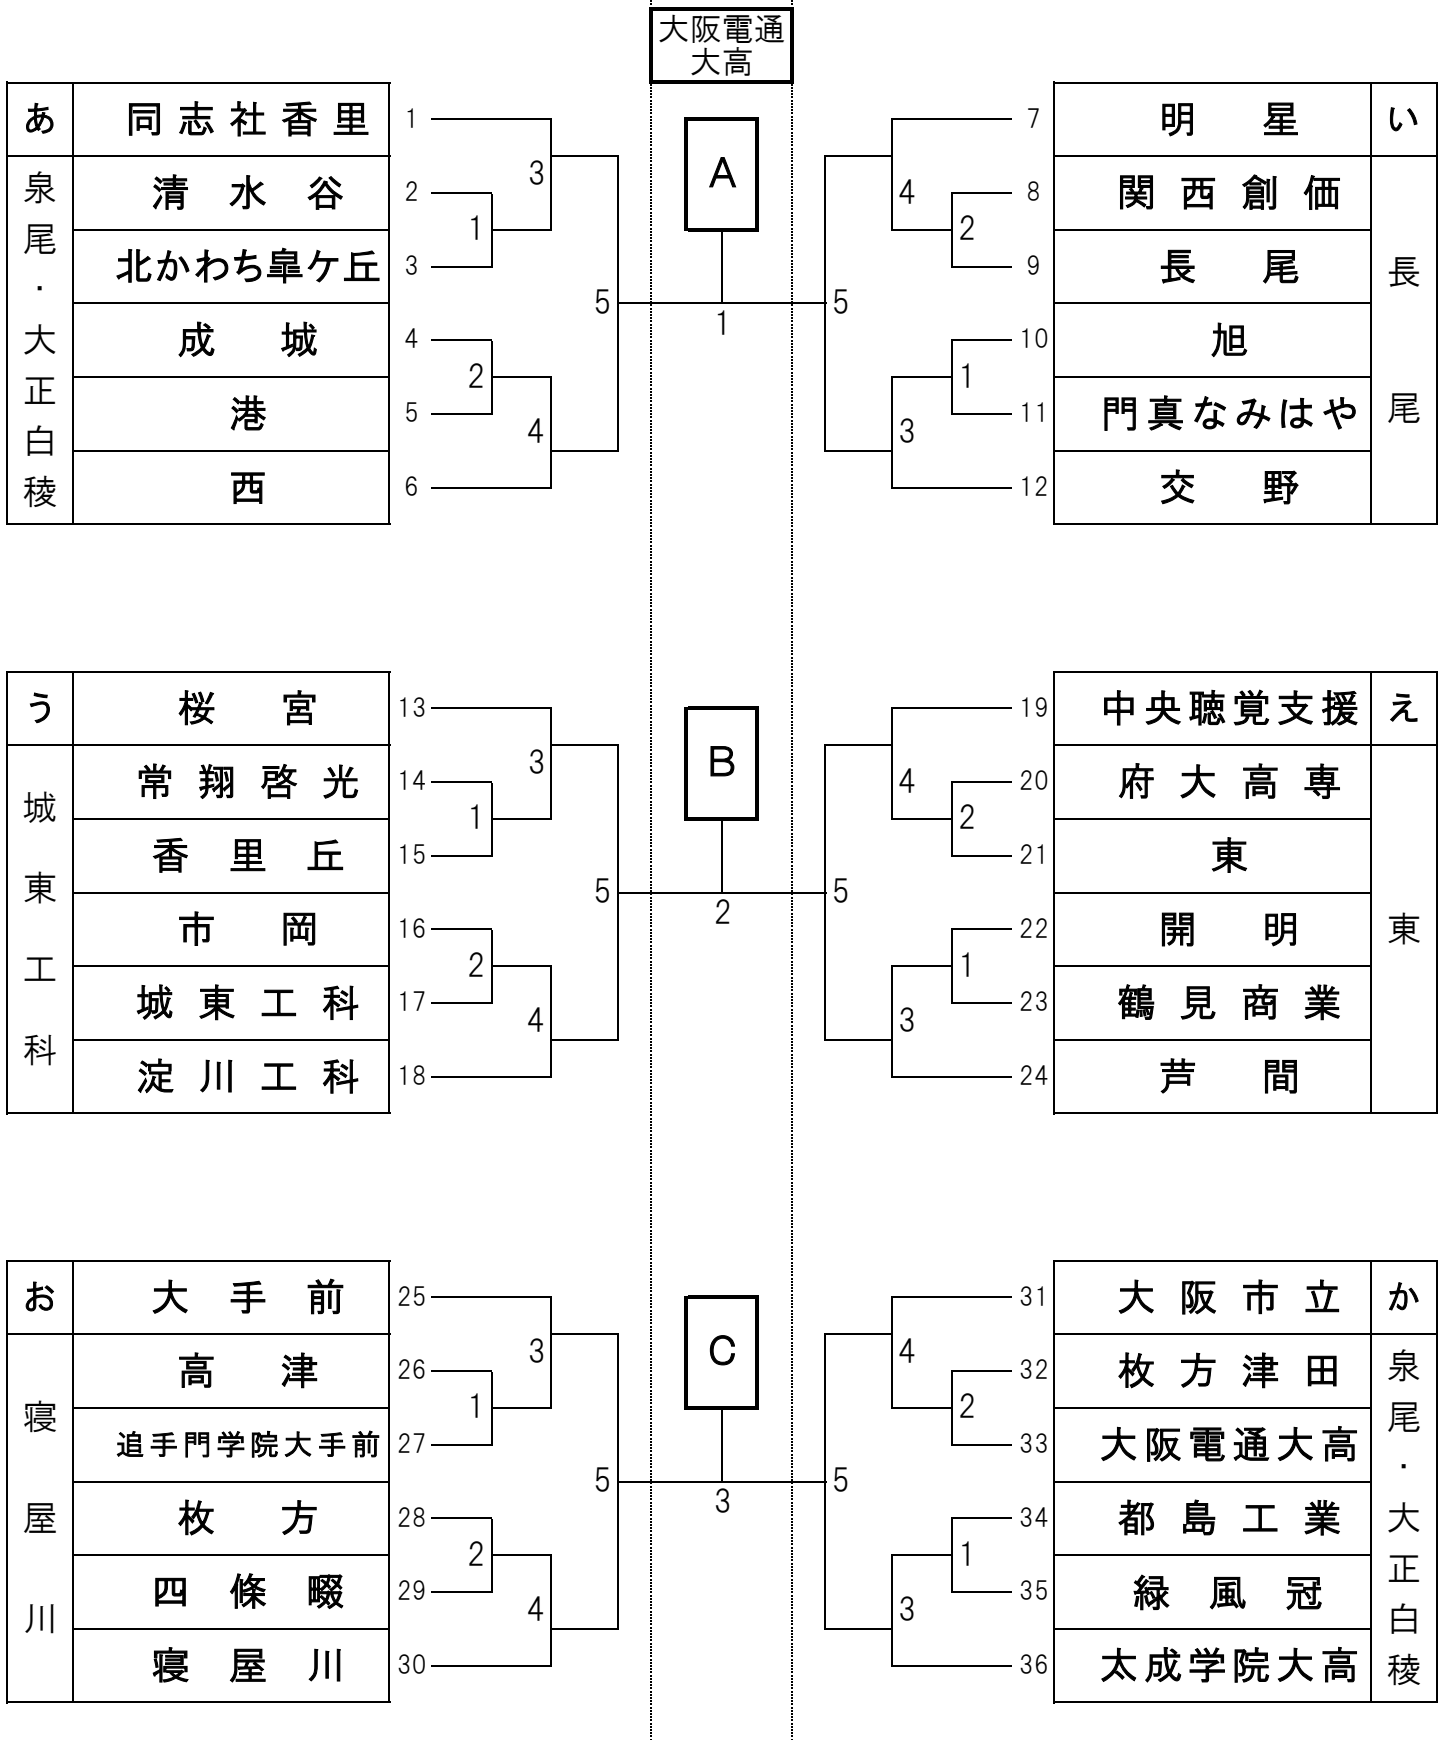 大阪電通
大高
あ
泉尾・大正白稜
同志社香里 1
清水谷 2
北かわち皐ケ丘 3
成城 4
港 5
西 6
1
2
3
4
5
A
1
い
長尾
7 明星
8 関西創価
9 長尾
10 旭
11 門真なみはや
12 交野
4
2
1
3
5
う
城東工科
桜宮 13
常翔啓光 14
香里丘 15
市岡 16
城東工科 17
淀川工科 18
3
1
2
4
5
B
2
え
東
19 中央聴覚支援
20 府大高専
21 東
22 開明
23 鶴見商業
24 芦間
4
2
1
3
5
お
寝屋川
大手前 25
高津 26
追手門学院大手前 27
枚方 28
四條畷 29
寝屋川 30
3
1
2
4
5
C
3
か
泉尾・大正白稜
31 大阪市立
32 枚方津田
33 大阪電通大高
34 都島工業
35 緑風冠
36 太成学院大高
4
2
1
3
5